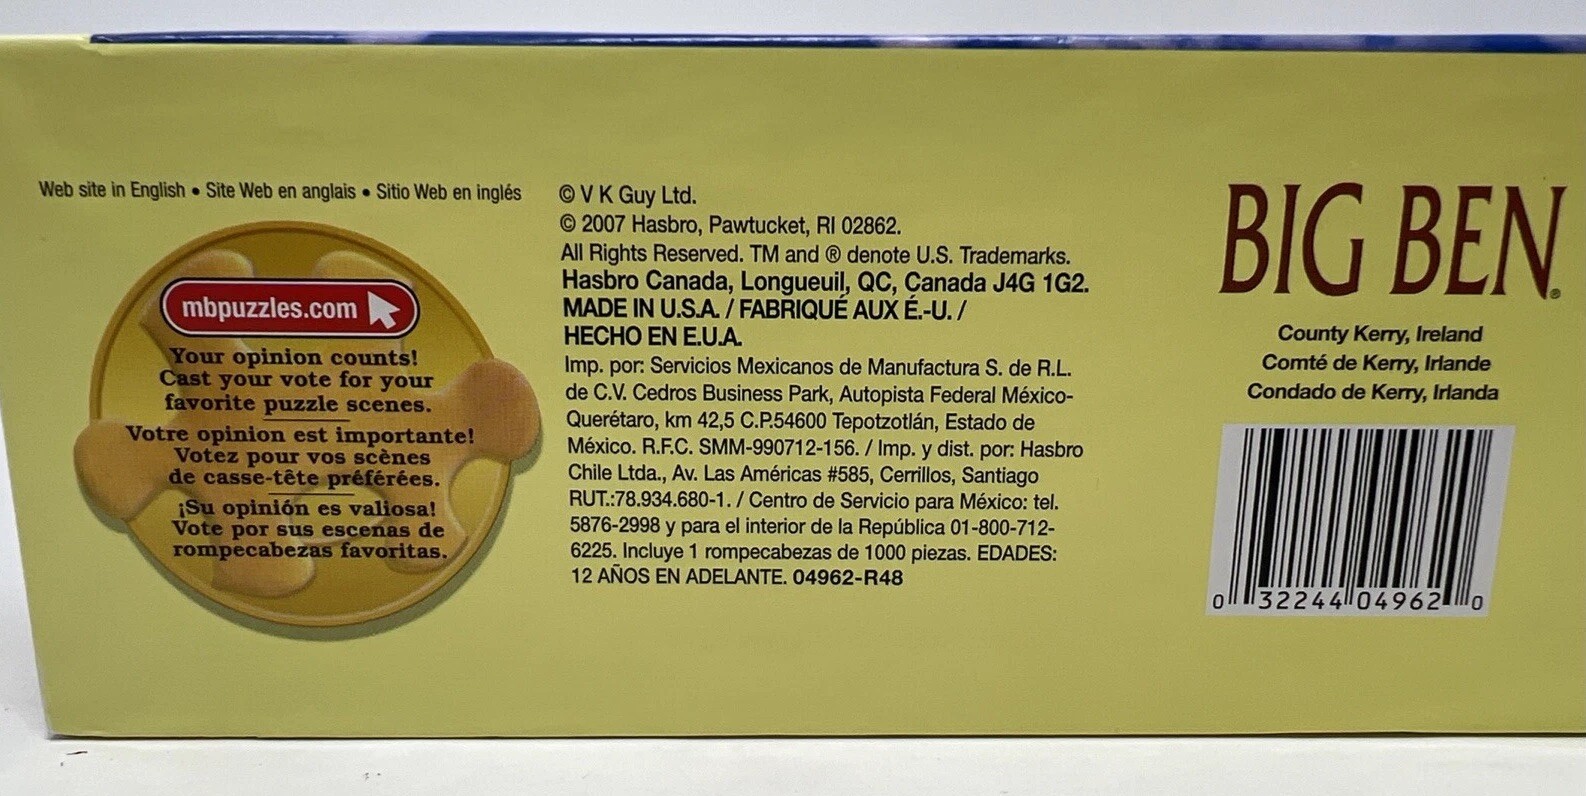 Web site in English • Site Web en anglais • Sitio Web en inglés
mbpuzzles.com
Your opinion counts!
Cast your vote for your
favorite puzzle scenes.
Votre opinion est importante!
Votez pour vos scènes
de casse-tête préférées.
¡Su opinión es valiosa!
Vote por sus escenas de
rompecabezas favoritas.
© V K Guy Ltd.
© 2007 Hasbro, Pawtucket, RI 02862.
All Rights Reserved. TM and ® denote U.S. Trademarks.
Hasbro Canada, Longueuil, QC, Canada J4G 1G2.
MADE IN U.S.A. / FABRIQUÉ AUX É.-U. /
HECHO EN E.U.A.
Imp. por: Servicios Mexicanos de Manufactura S. de R.L.
de C.V. Cedros Business Park, Autopista Federal México-
Querétaro, km 42,5 C.P.54600 Tepotzotlán, Estado de
México. R.F.C. SMM-990712-156. / Imp. y dist. por: Hasbro
Chile Ltda., Av. Las Américas #585, Cerrillos, Santiago
RUT.:78.934.680-1. / Centro de Servicio para México: tel.
5876-2998 y para el interior de la República 01-800-712-
6225. Incluye 1 rompecabezas de 1000 piezas. EDADES:
12 AÑOS EN ADELANTE. 04962-R48
BIG BEN®
County Kerry, Ireland
Comté de Kerry, Irlande
Condado de Kerry, Irlanda
0 32244 04962 0